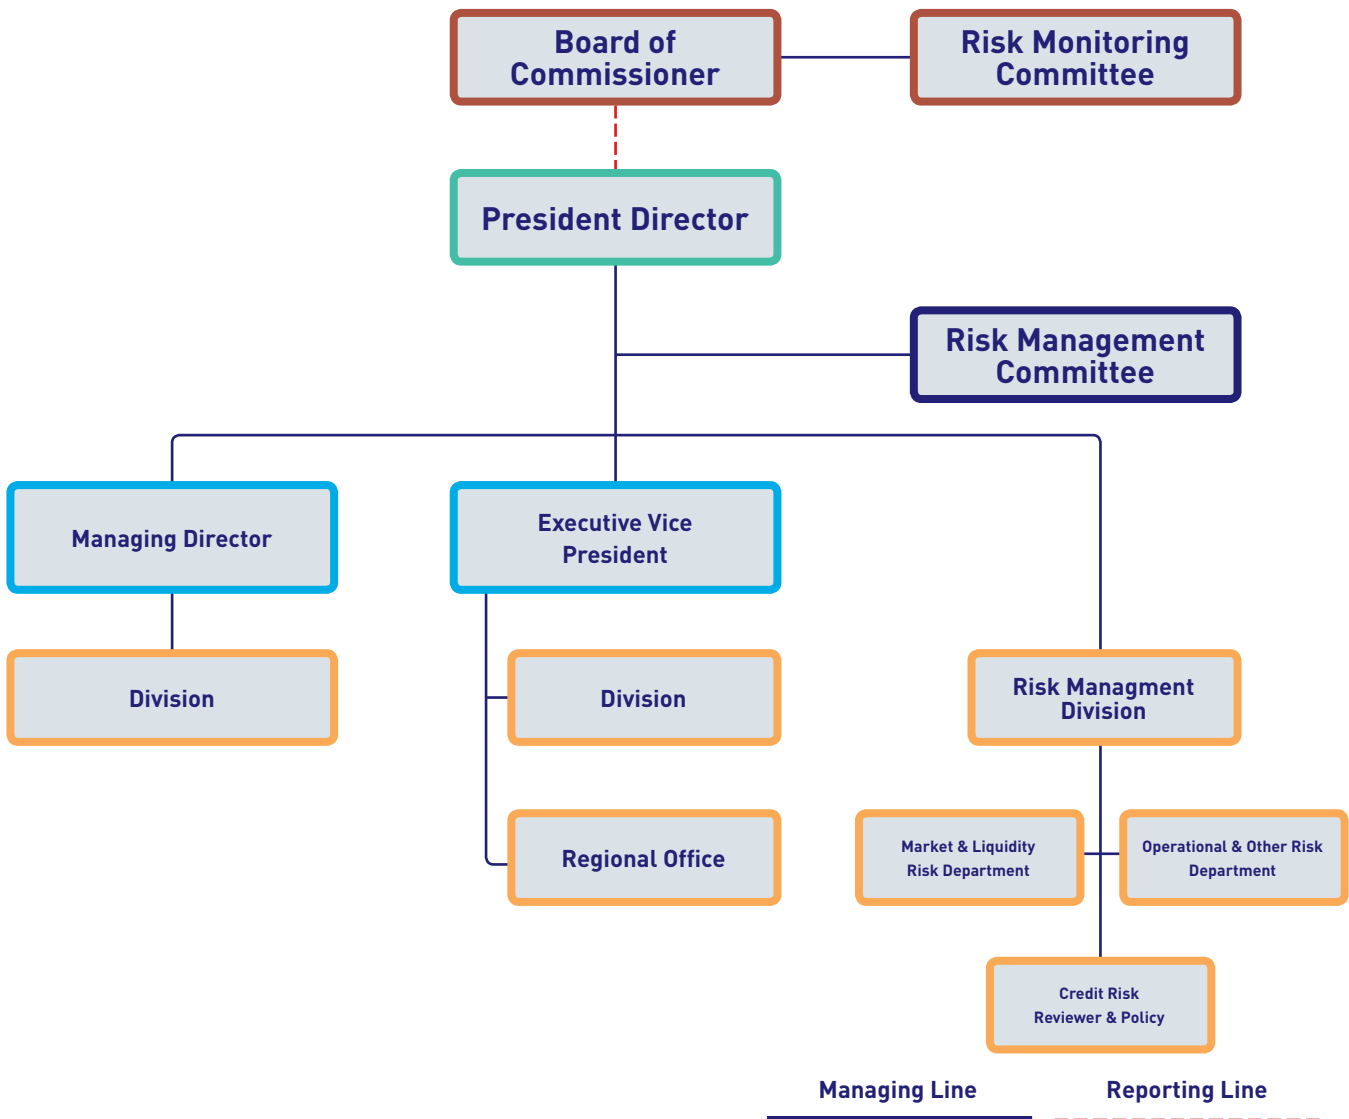 Board of
Commissioner
Risk Monitoring
Committee
President Director
Risk Management
Committee
Managing Director
Executive Vice
President
Division
Division
Risk Managment
Division
Regional Office
Market & Liquidity
Risk Department
Operational & Other Risk
Department
Credit Risk
Reviewer & Policy
Managing Line
Reporting Line